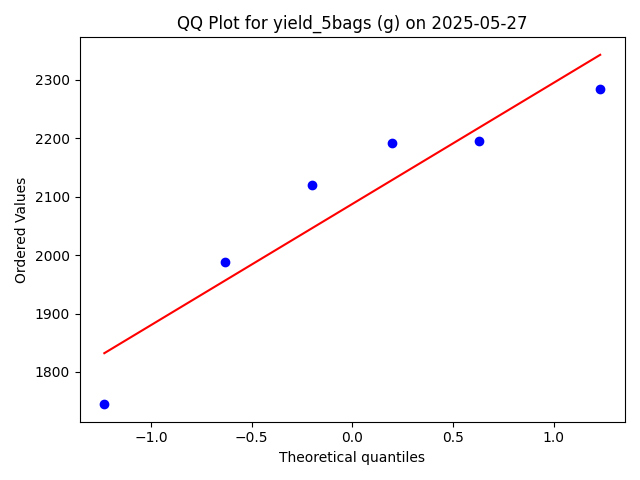 QQ Plot for yield_5bags (g) on 2025-05-27
Ordered Values
2300
2200
2100
2000
1900
1800
−1.0 −0.5 0.0 0.5 1.0
Theoretical quantiles